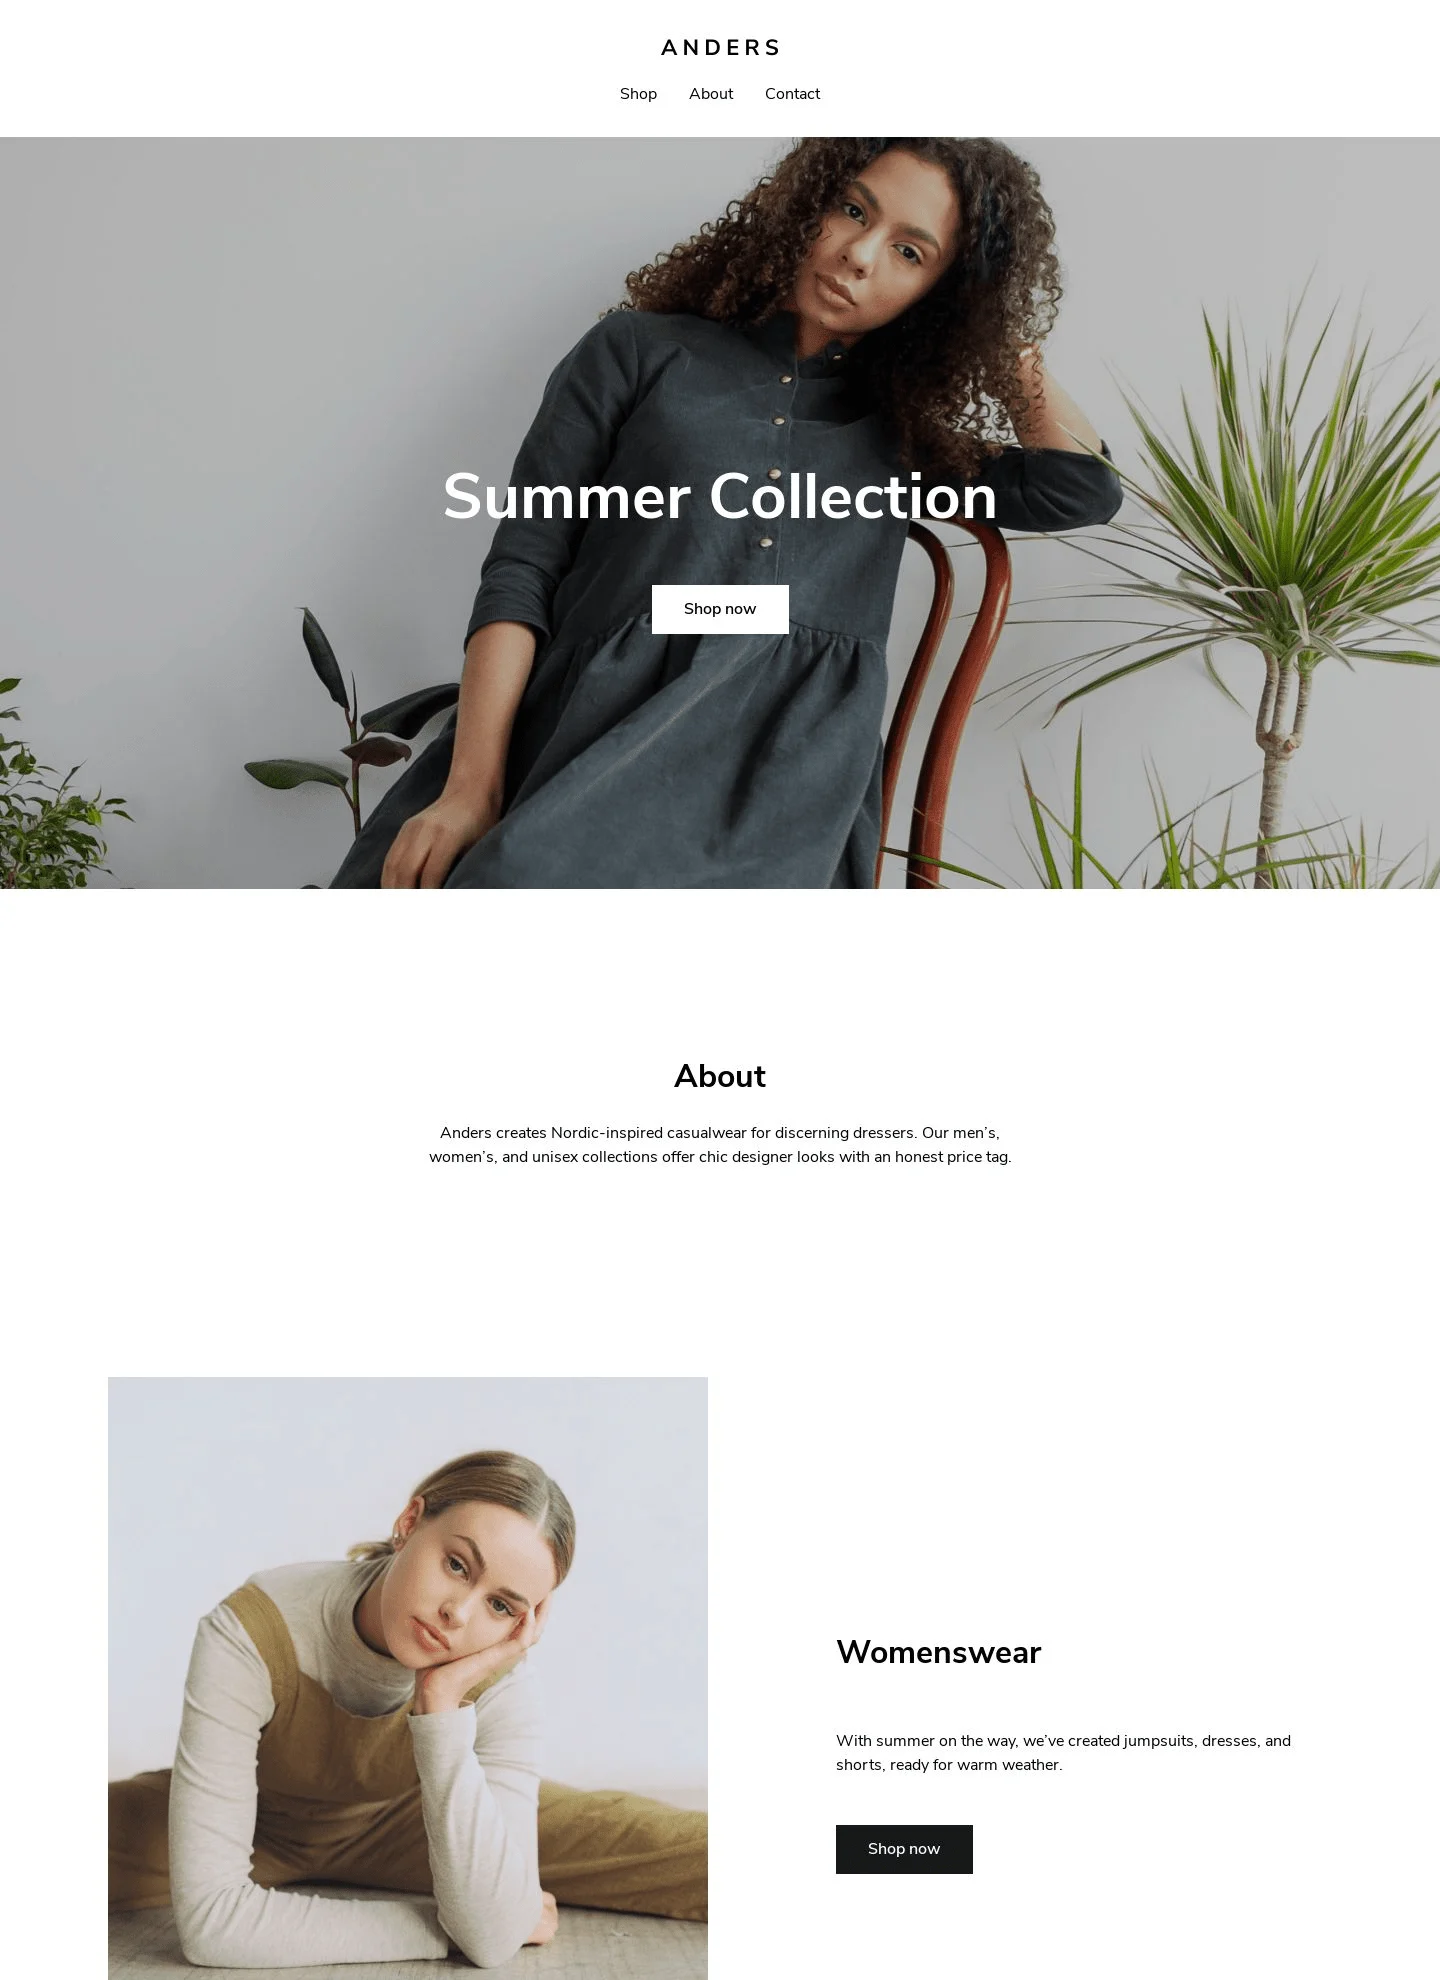 ANDERS
Shop About Contact
Summer Collection
Shop now
About
Anders creates Nordic-inspired casualwear for discerning dressers. Our men’s,
women’s, and unisex collections offer chic designer looks with an honest price tag.
Womenswear
With summer on the way, we’ve created jumpsuits, dresses, and
shorts, ready for warm weather.
Shop now